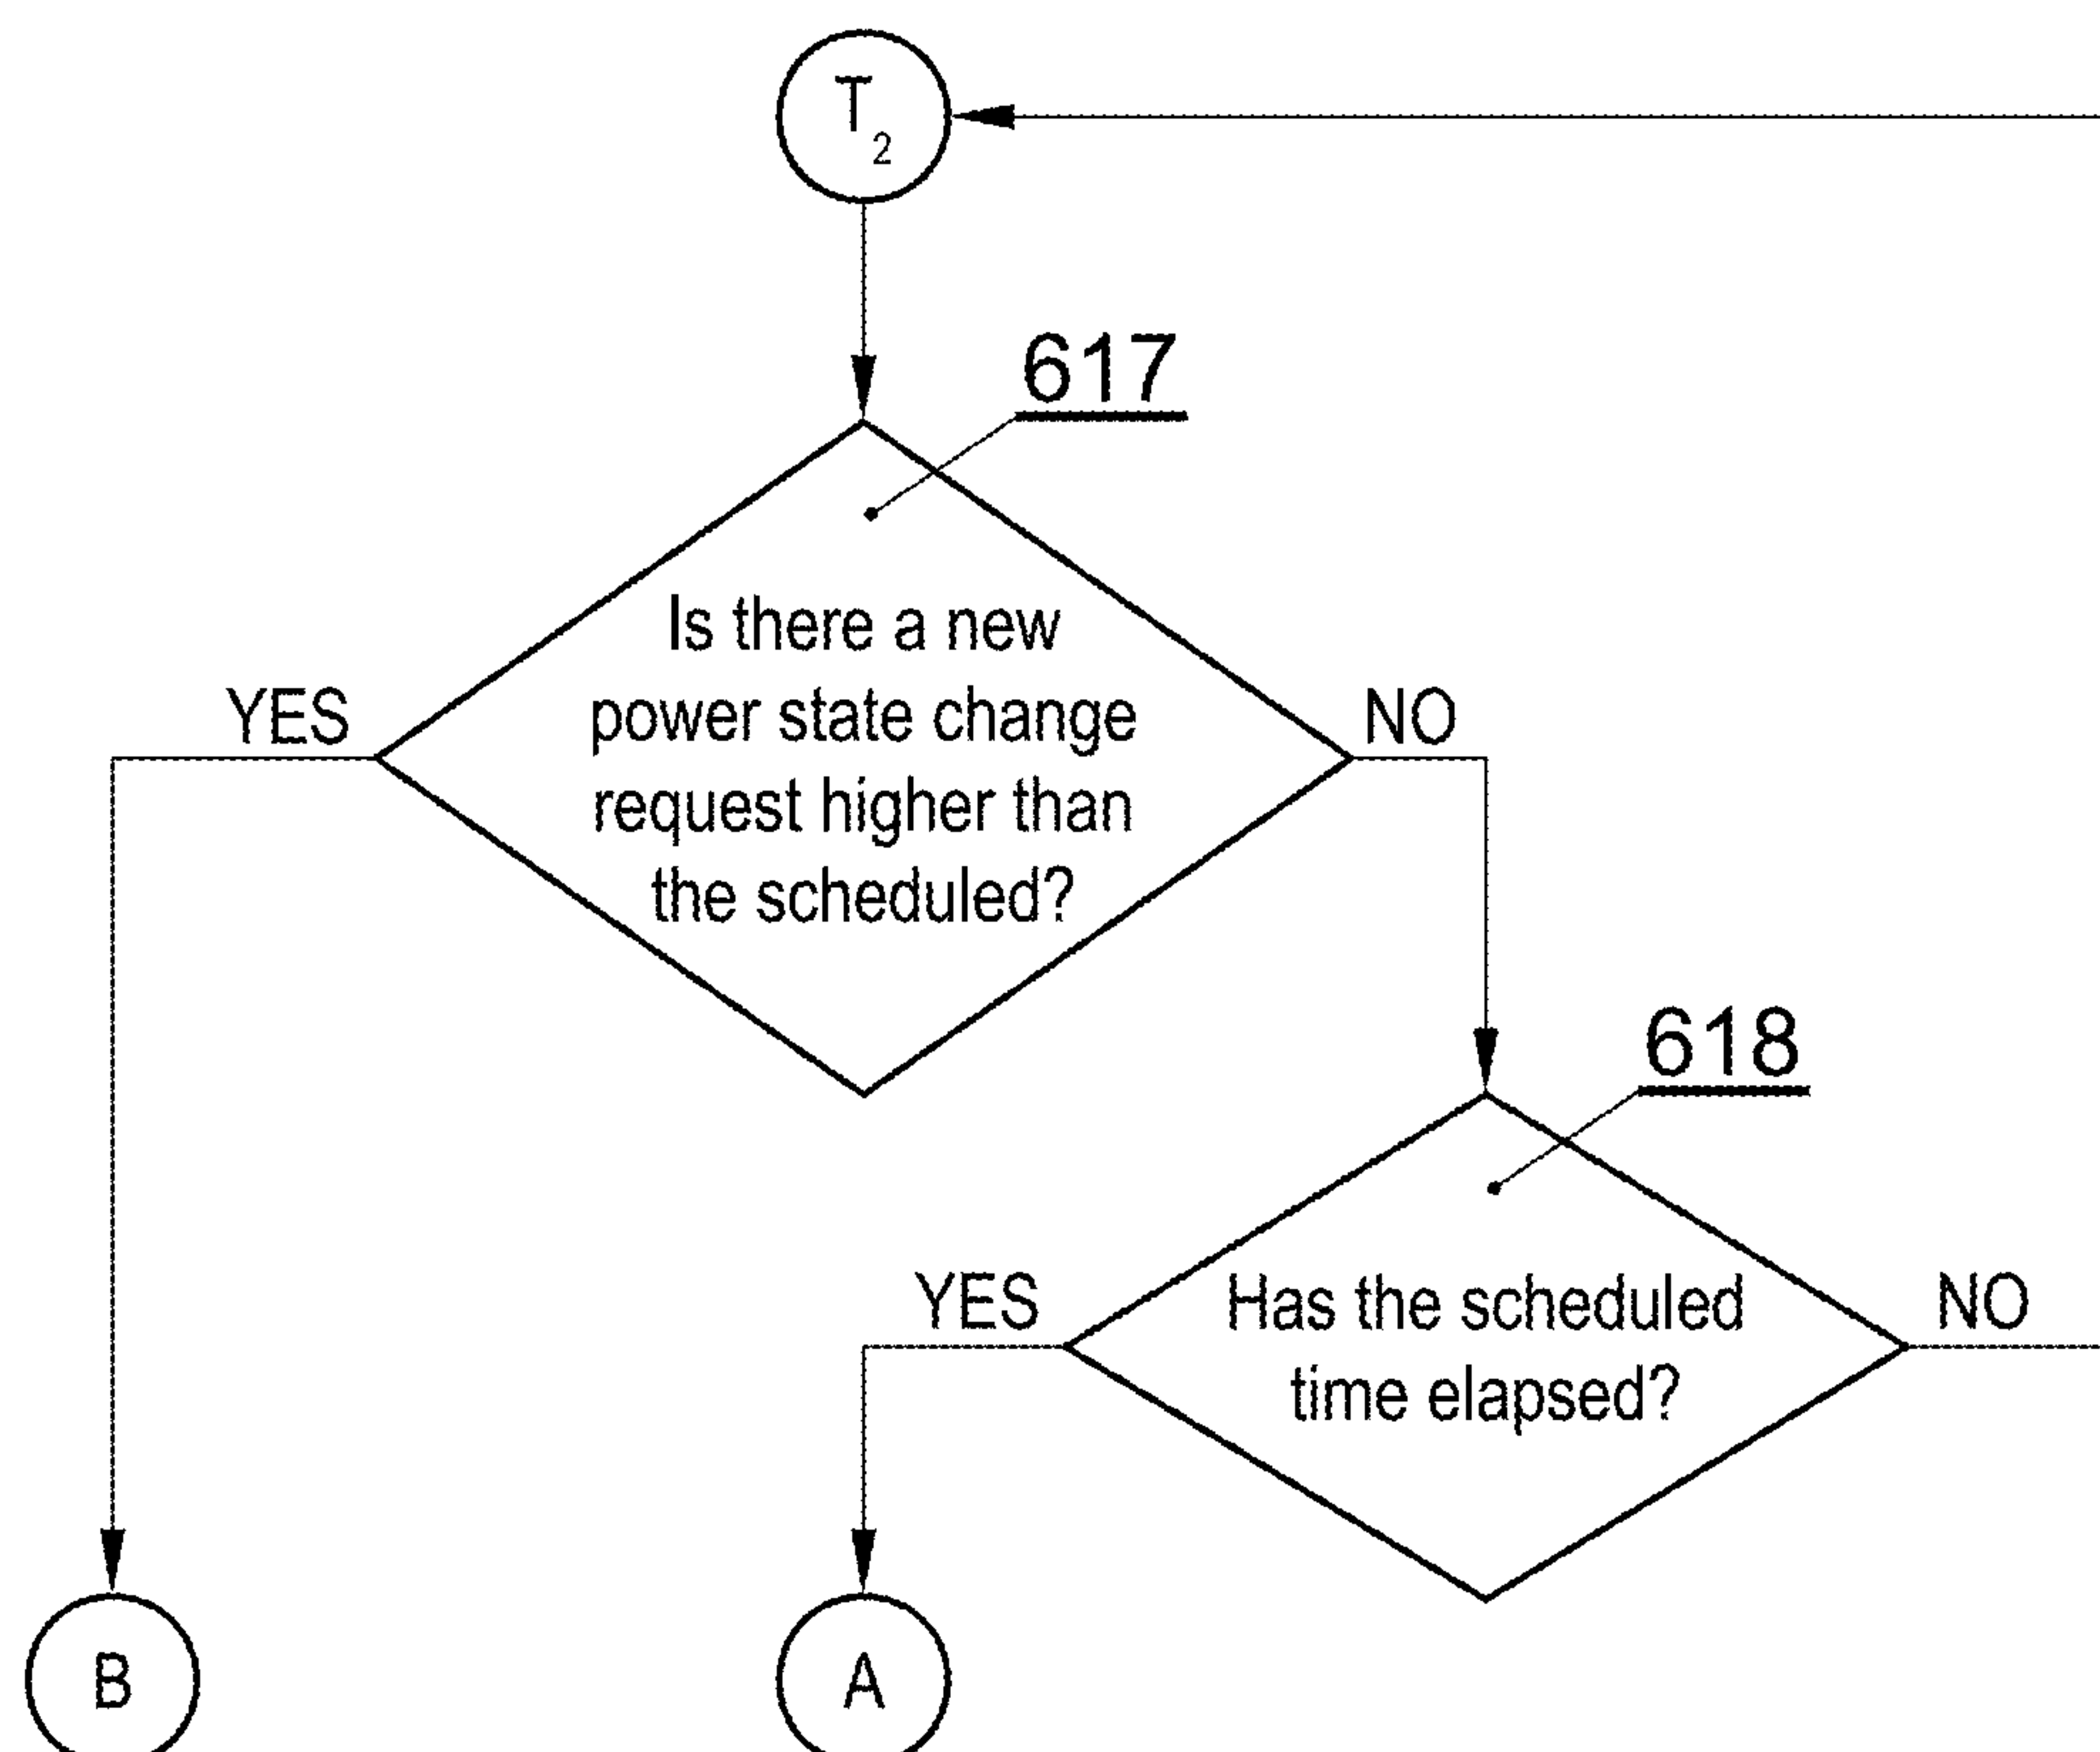 T2
617
Is there a new
power state change
request higher than
the scheduled?
YES
NO
618
Has the scheduled
time elapsed?
YES
NO
B
A